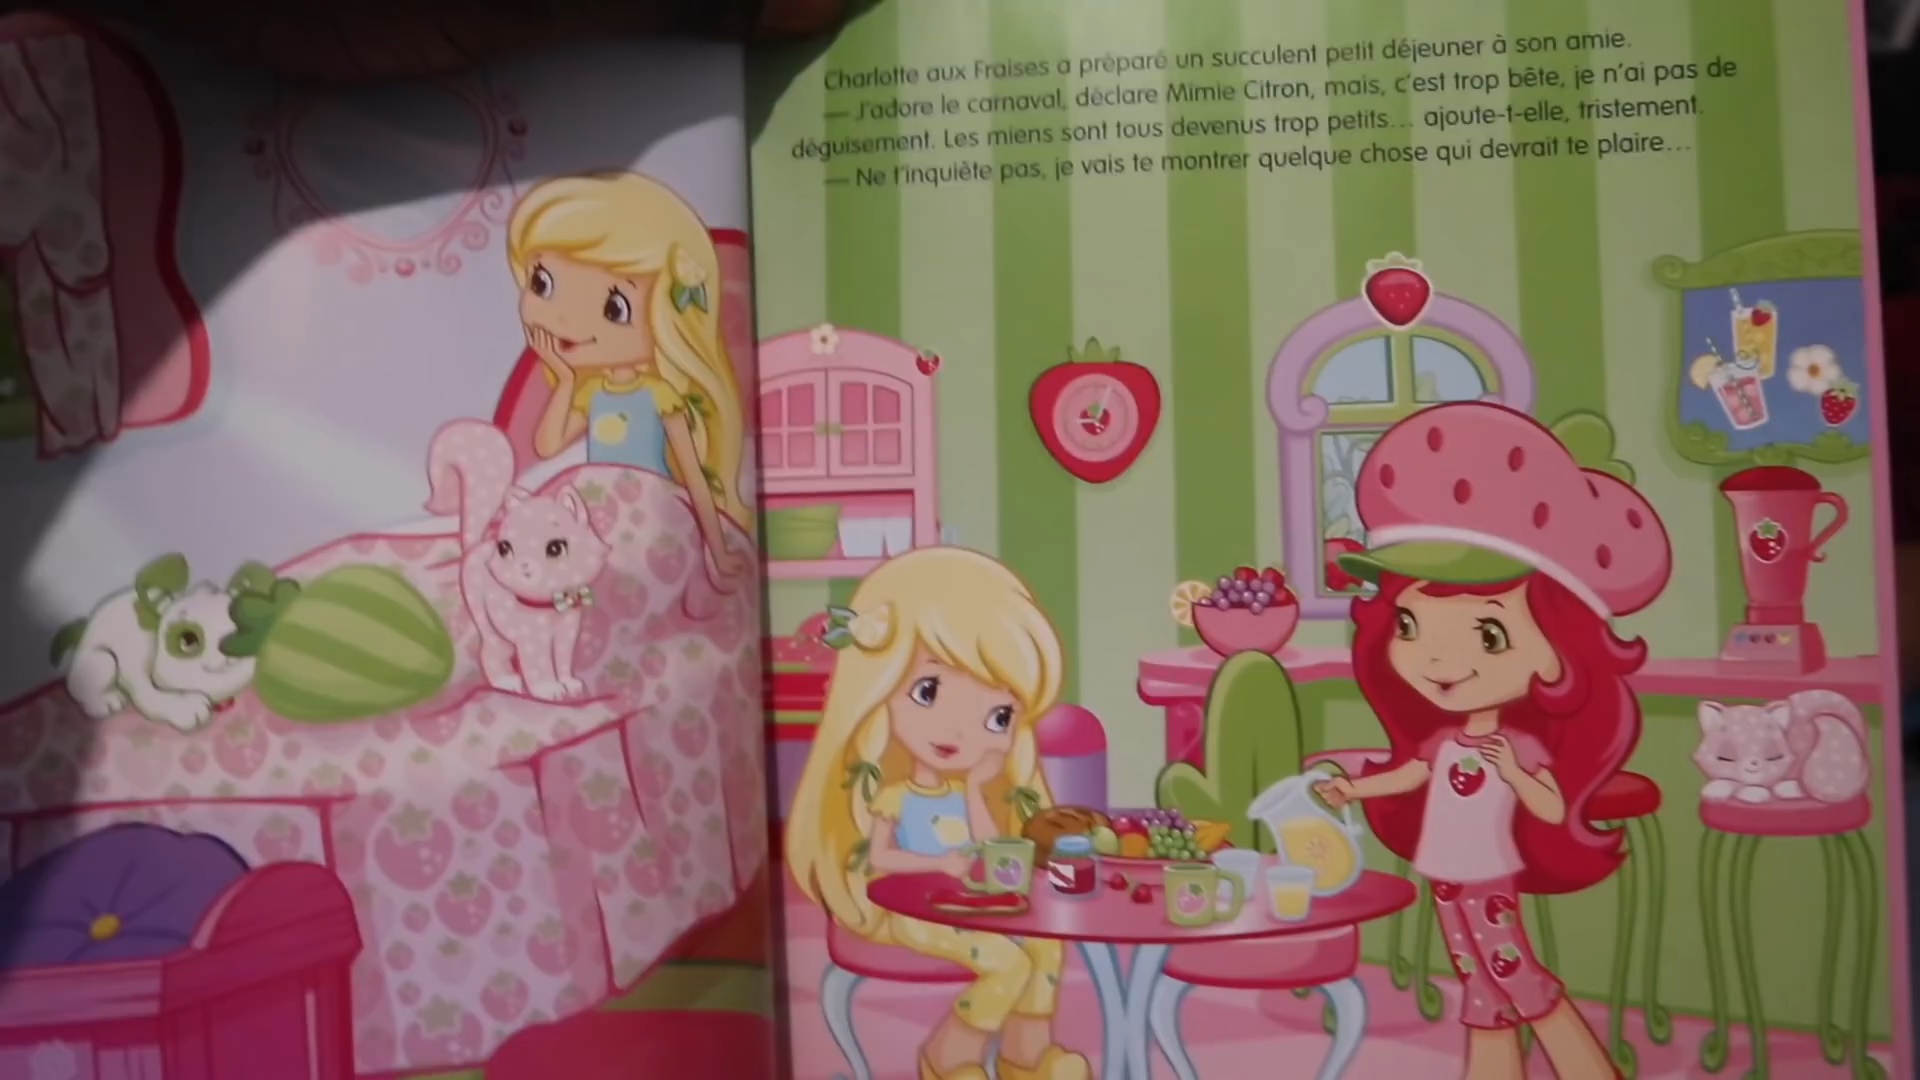 Charlotte aux Fraises a préparé un succulent petit déjeuner à son amie.
— J'adore le carnaval, déclare Mimie Citron, mais, c'est trop bête, je n'ai pas de
déguisement. Les miens sont tous devenus trop petits... ajoute-t-elle, tristement.
— Ne t'inquiète pas, je vais te montrer quelque chose qui devrait te plaire...